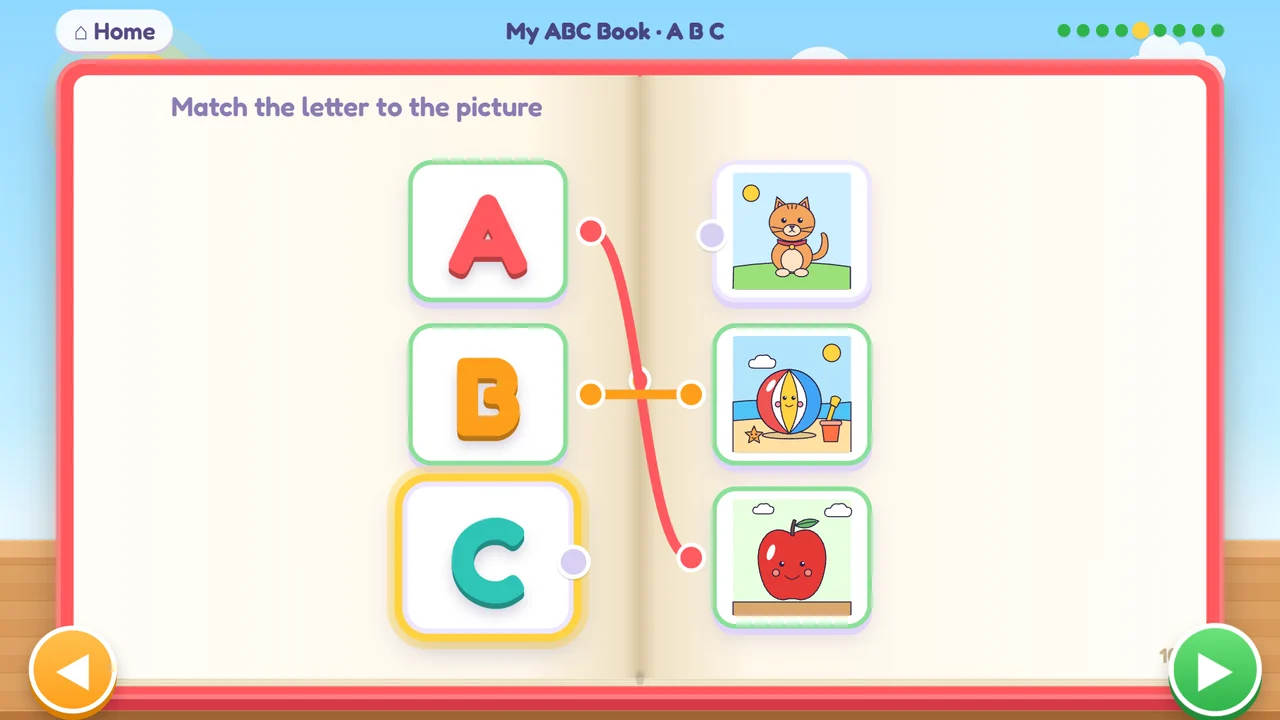 ⌂ Home
My ABC Book · A B C
Match the letter to the picture
A
B
C